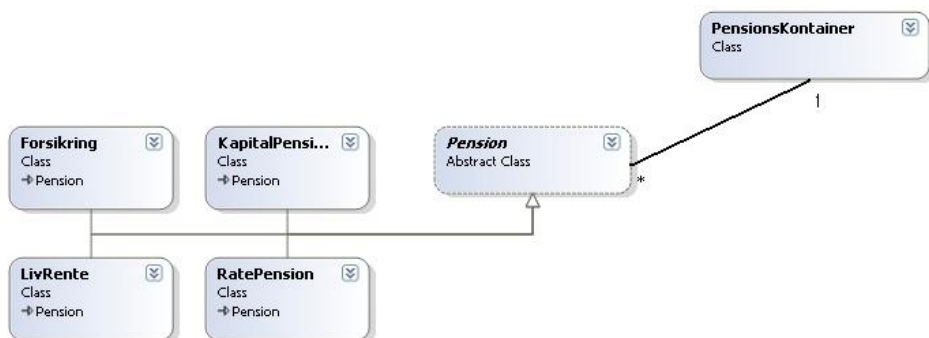 PensionsKontainer
Class
1
Forsikring
Class
Pension
KapitalPensi...
Class
Pension
Pension
Abstract Class
*
LivRente
Class
Pension
RatePension
Class
Pension